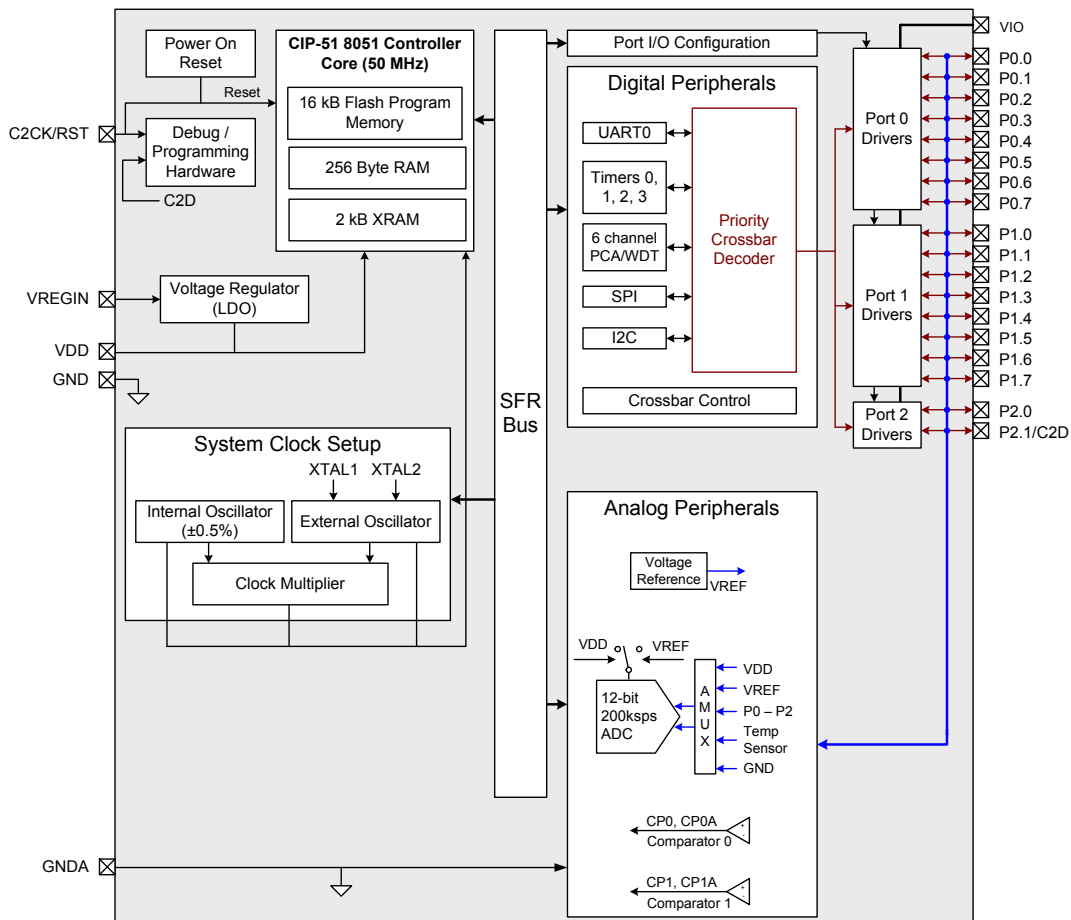 Power On
Reset
CIP-51 8051 Controller
Core (50 MHz)
16 kB Flash Program
Memory
256 Byte RAM
2 kB XRAM
Reset
C2CK/RST
Debug /
Programming
Hardware
C2D
VREGIN
Voltage Regulator
(LDO)
VDD
GND
System Clock Setup
XTAL1
XTAL2
Internal Oscillator
(±0.5%)
External Oscillator
Clock Multiplier
GNDA
SFR
Bus
Port I/O Configuration
Digital Peripherals
UART0
Timers 0,
1, 2, 3
6 channel
PCA/WDT
SPI
I2C
Priority
Crossbar
Decoder
Crossbar Control
Port 0
Drivers
Port 1
Drivers
Port 2
Drivers
VIO
P0.0
P0.1
P0.2
P0.3
P0.4
P0.5
P0.6
P0.7
P1.0
P1.1
P1.2
P1.3
P1.4
P1.5
P1.6
P1.7
P2.0
P2.1/C2D
Analog Peripherals
Voltage
Reference
VREF
VDD
VREF
12-bit
200ksps
ADC
A
M
U
X
VDD
VREF
P0 – P2
Temp
Sensor
GND
CP0, CP0A
+
-
Comparator 0
CP1, CP1A
+
-
Comparator 1